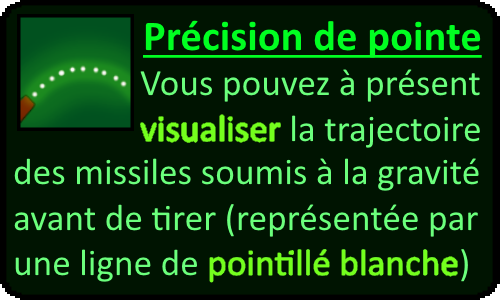 Précision de pointe
Vous pouvez à présent
visualiser la trajectoire
des missiles soumis à la gravité
avant de tirer (représentée par
une ligne de pointillé blanche)